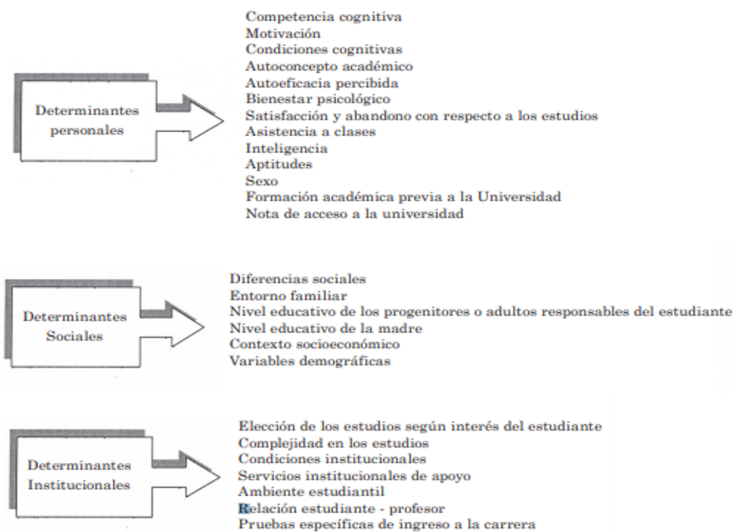 Competencia cognitiva
Motivación
Condiciones cognitivas
Autoconcepto académico
Autoeficacia percibida
Bienestar psicológico
Satisfacción y abandono con respecto a los estudios
Asistencia a clases
Inteligencia
Aptitudes
Sexo
Formación académica previa a la Universidad
Nota de acceso a la universidad
Determinantes
personales
Diferencias sociales
Entorno familiar
Nivel educativo de los progenitores o adultos responsables del estudiante
Nivel educativo de la madre
Contexto socioeconómico
Variables demográficas
Determinantes
Sociales
Elección de los estudios según interés del estudiante
Complejidad en los estudios
Condiciones institucionales
Servicios institucionales de apoyo
Ambiente estudiantil
Relación estudiante - profesor
Pruebas específicas de ingreso a la carrera
Determinantes
Institucionales